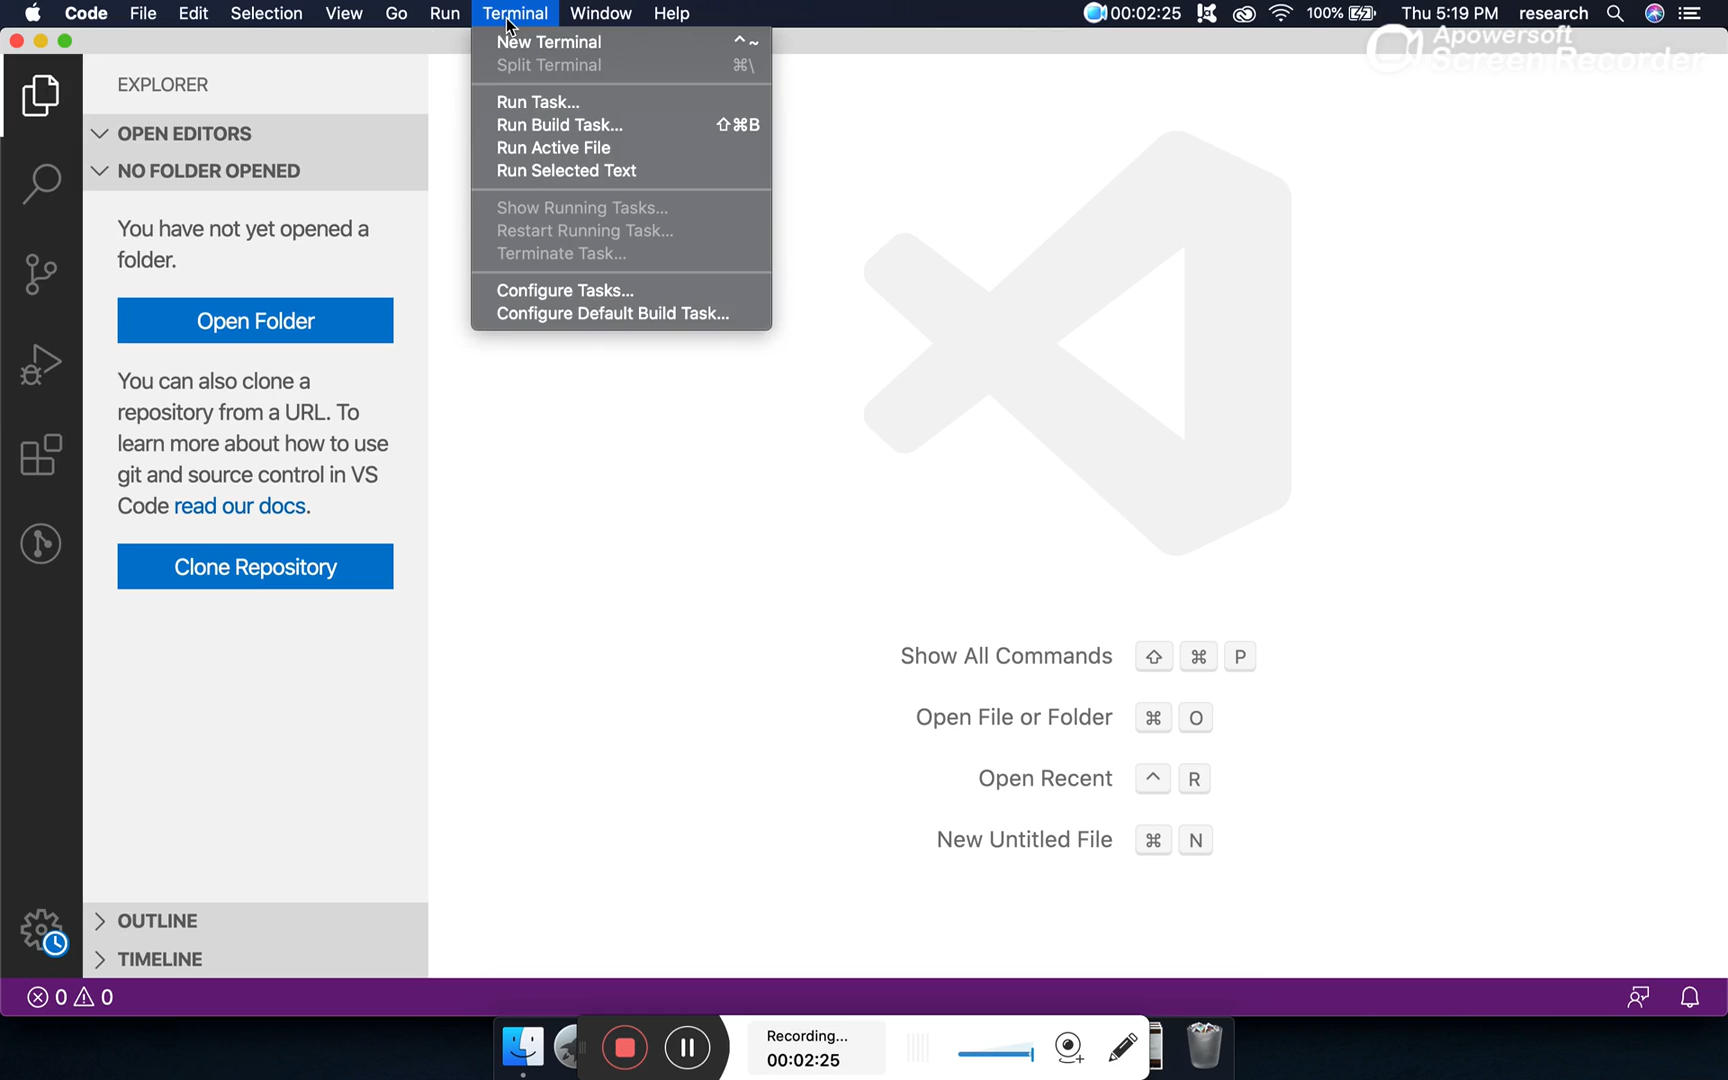 Code File Edit Selection View Go Run Terminal Window Help 00:02:25 100% Thu 5:19 PM research
Apowersoft
Screen Recorder
New Terminal ^ ~
Split Terminal ⌘\
Run Task...
Run Build Task... ⇧⌘B
Run Active File
Run Selected Text
Show Running Tasks...
Restart Running Task...
Terminate Task...
Configure Tasks...
Configure Default Build Task...
EXPLORER
OPEN EDITORS
NO FOLDER OPENED
You have not yet opened a
folder.
Open Folder
You can also clone a
repository from a URL. To
learn more about how to use
git and source control in VS
Code read our docs.
Clone Repository
Show All Commands ⇧ ⌘ P
Open File or Folder ⌘ O
Open Recent ^ R
New Untitled File ⌘ N
OUTLINE
TIMELINE
0 0
Recording...
00:02:25